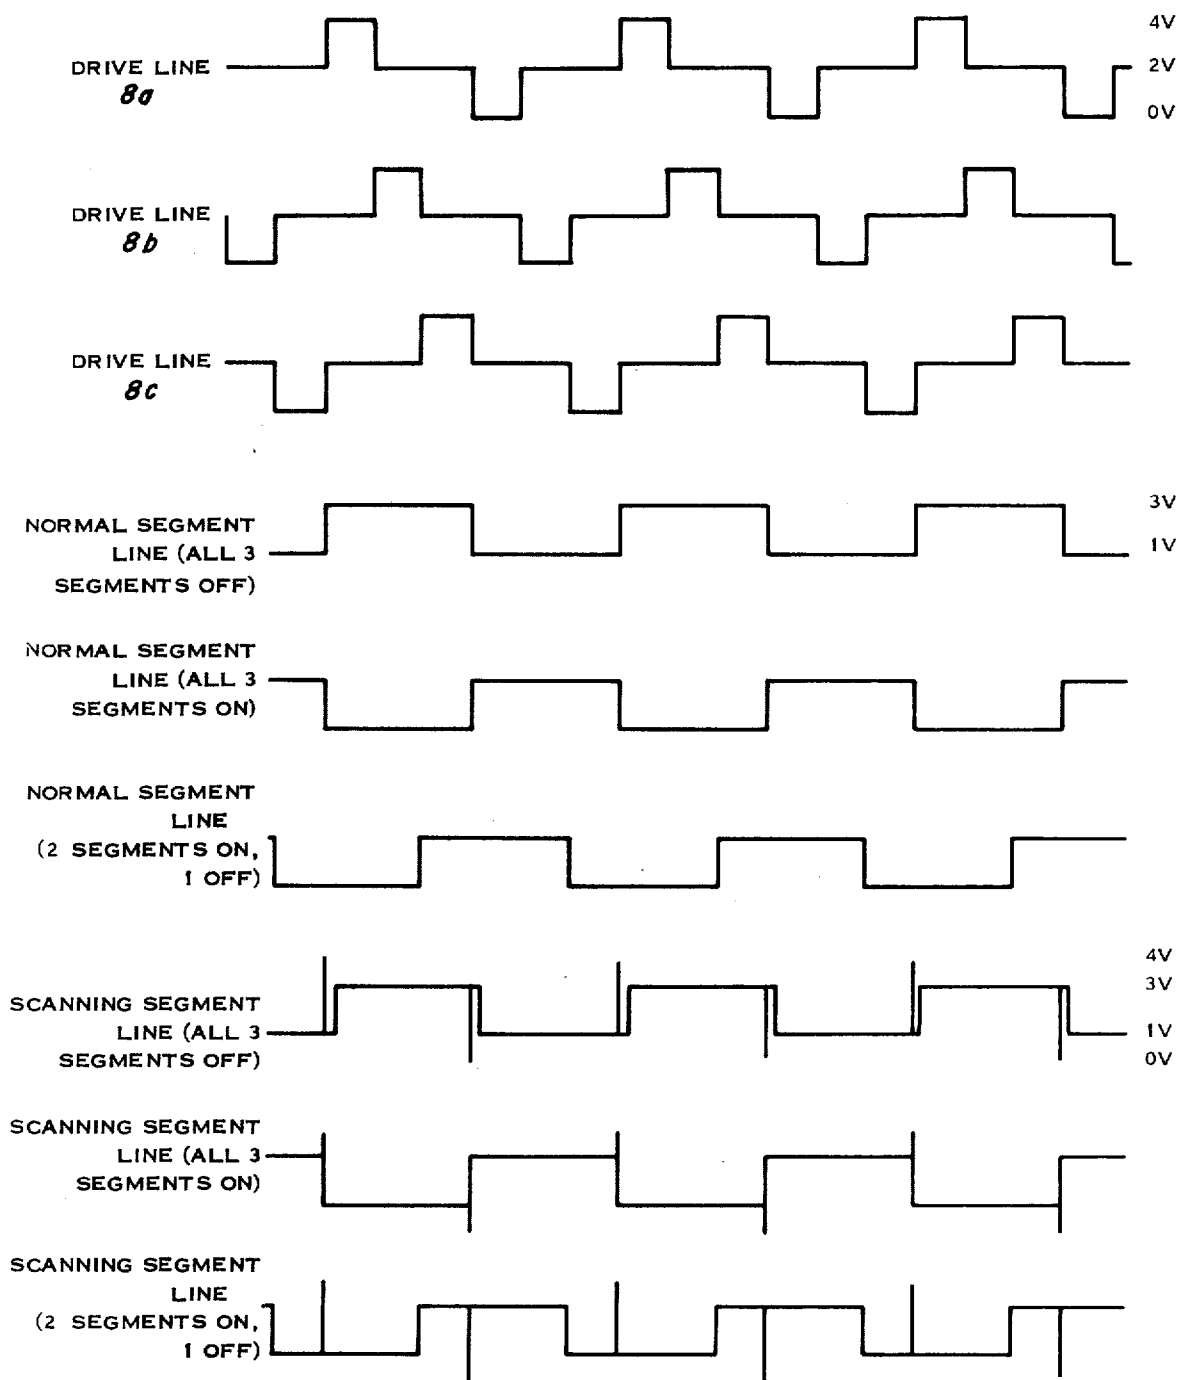 4V
DRIVE LINE
2V
8a
0V
DRIVE LINE
8b
DRIVE LINE
8c
3V
NORMAL SEGMENT
LINE (ALL 3
1V
SEGMENTS OFF)
NORMAL SEGMENT
LINE (ALL 3
SEGMENTS ON)
NORMAL SEGMENT
LINE
(2 SEGMENTS ON,
1 OFF)
4V
3V
SCANNING SEGMENT
LINE (ALL 3
1V
SEGMENTS OFF)
0V
SCANNING SEGMENT
LINE (ALL 3
SEGMENTS ON)
SCANNING SEGMENT
LINE
(2 SEGMENTS ON,
1 OFF)